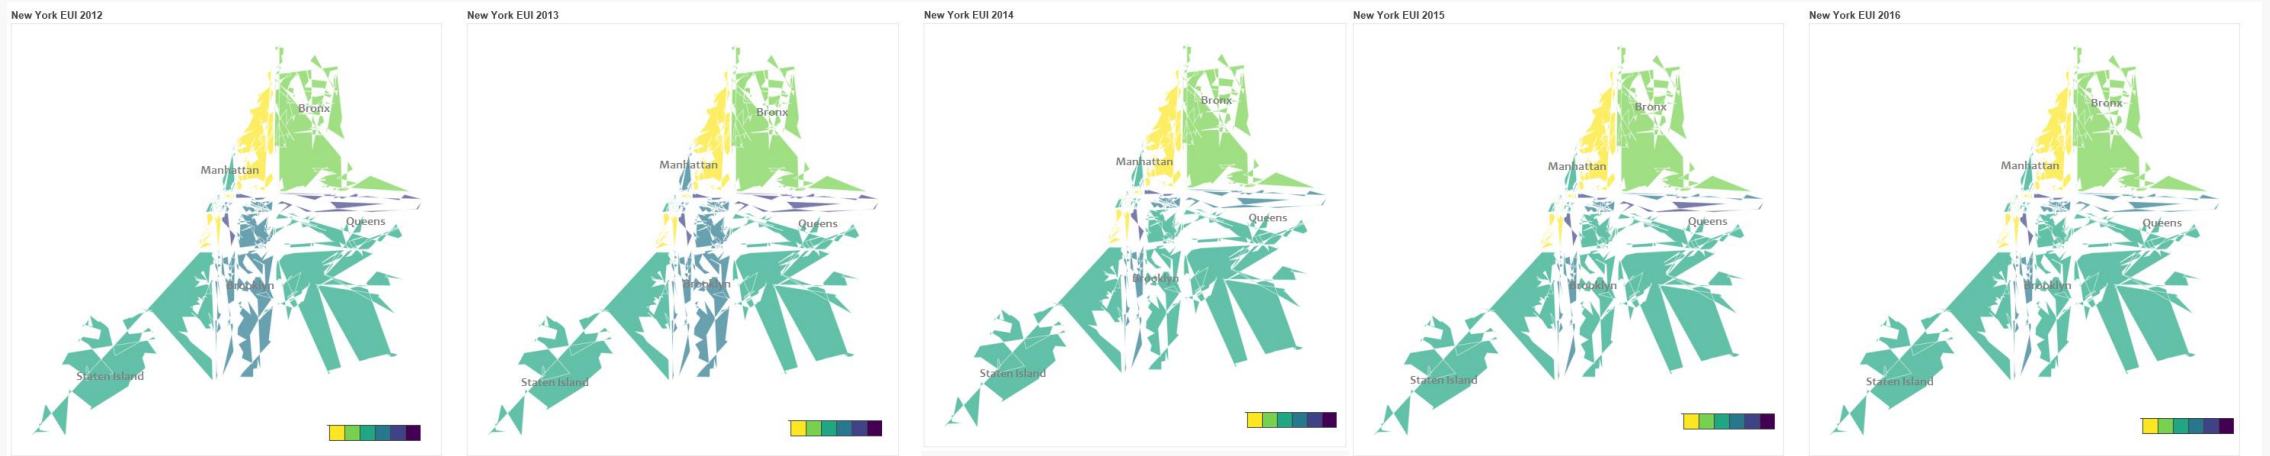 New York EUI 2012
Bronx
Manhattan
Queens
Brooklyn
Staten Island
New York EUI 2013
Bronx
Manhattan
Queens
Brooklyn
Staten Island
New York EUI 2014
Bronx
Manhattan
Queens
Brooklyn
Staten Island
New York EUI 2015
Bronx
Manhattan
Queens
Brooklyn
Staten Island
New York EUI 2016
Bronx
Manhattan
Queens
Brooklyn
Staten Island